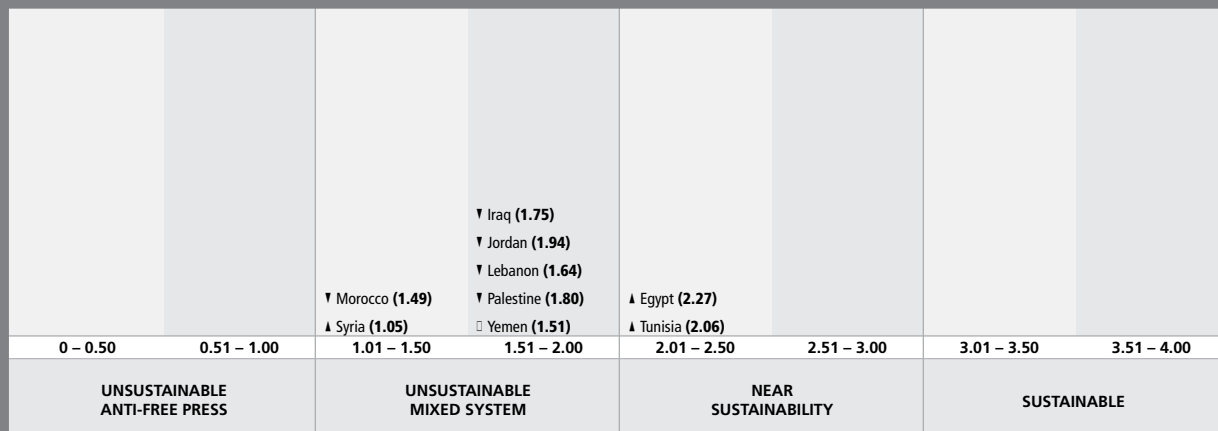 ▼ Iraq (1.75)
▼ Jordan (1.94)
▼ Lebanon (1.64)
▼ Morocco (1.49) ▼ Palestine (1.80) ▲ Egypt (2.27)
▲ Syria (1.05) ▯ Yemen (1.51) ▲ Tunisia (2.06)
0 – 0.50 0.51 – 1.00 1.01 – 1.50 1.51 – 2.00 2.01 – 2.50 2.51 – 3.00 3.01 – 3.50 3.51 – 4.00
UNSUSTAINABLE
ANTI-FREE PRESS
UNSUSTAINABLE
MIXED SYSTEM
NEAR
SUSTAINABILITY
SUSTAINABLE